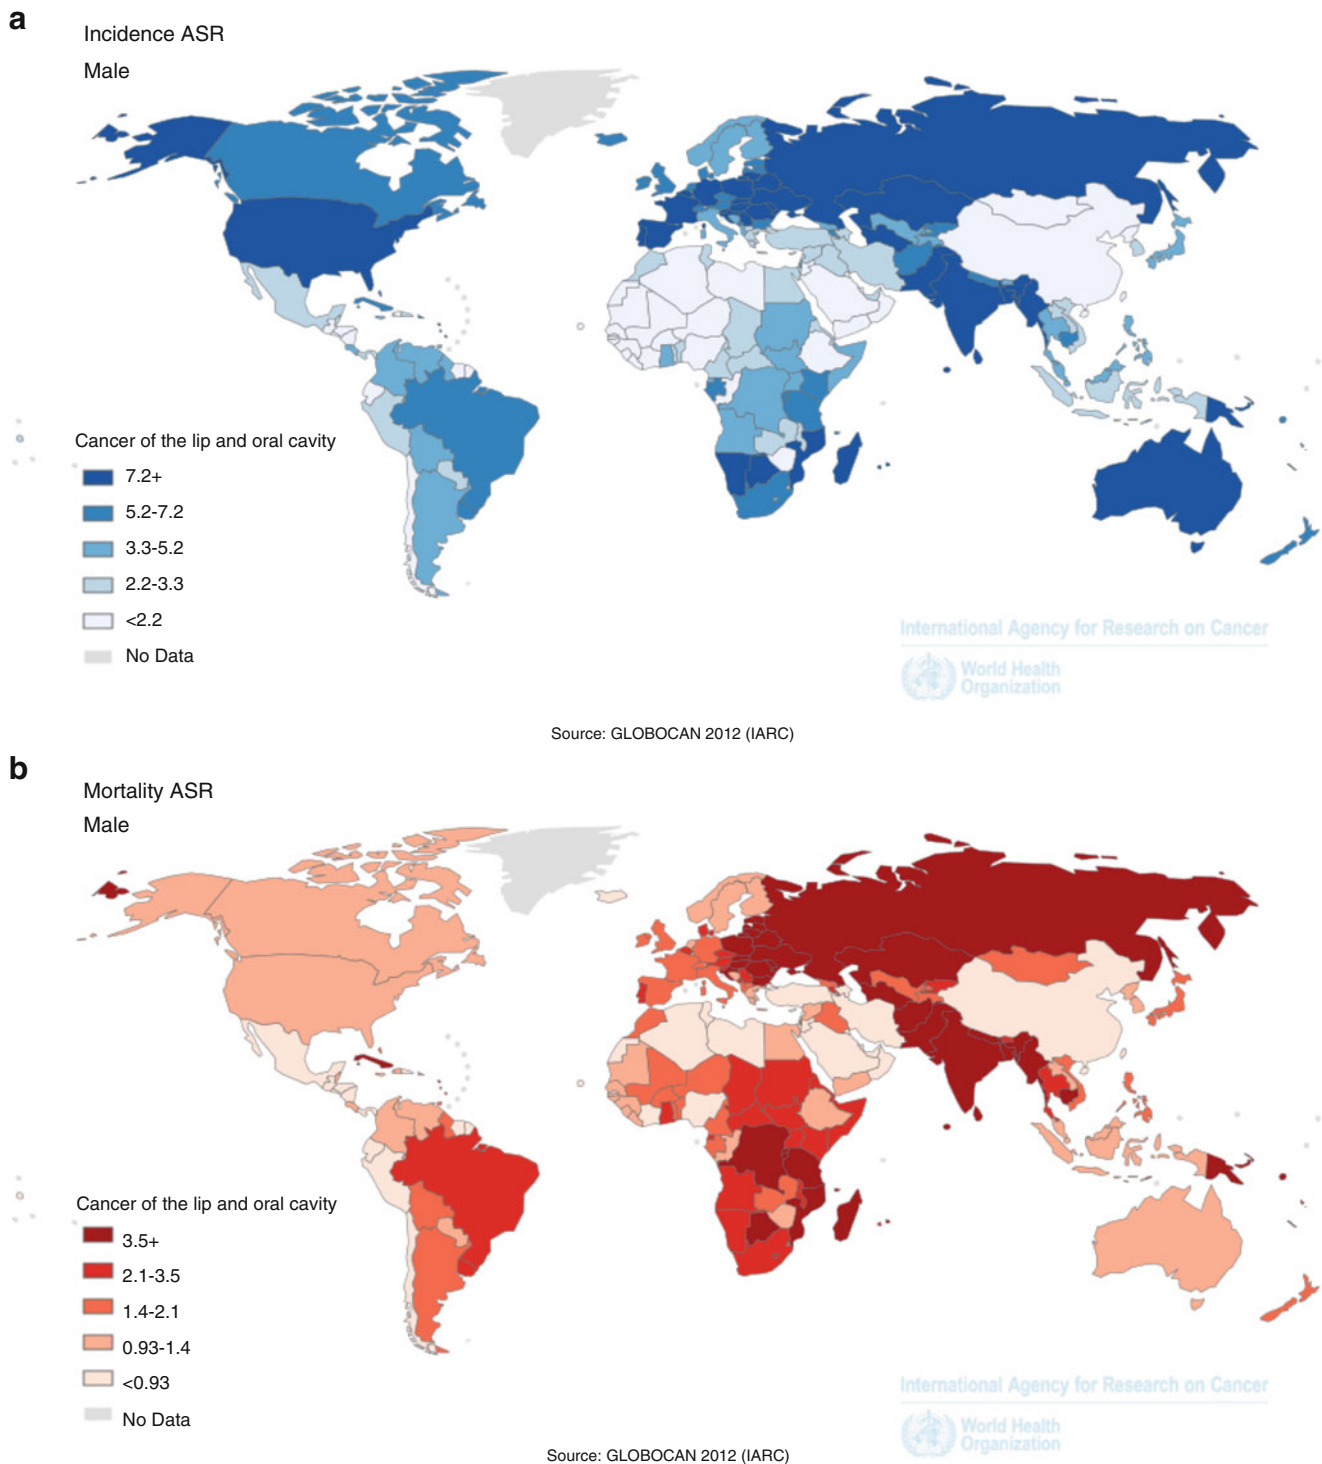 a
Incidence ASR
Male
Cancer of the lip and oral cavity
7.2+
5.2-7.2
3.3-5.2
2.2-3.3
<2.2
No Data
International Agency for Research on Cancer
World Health
Organization
Source: GLOBOCAN 2012 (IARC)
b
Mortality ASR
Male
Cancer of the lip and oral cavity
3.5+
2.1-3.5
1.4-2.1
0.93-1.4
<0.93
No Data
International Agency for Research on Cancer
World Health
Organization
Source: GLOBOCAN 2012 (IARC)